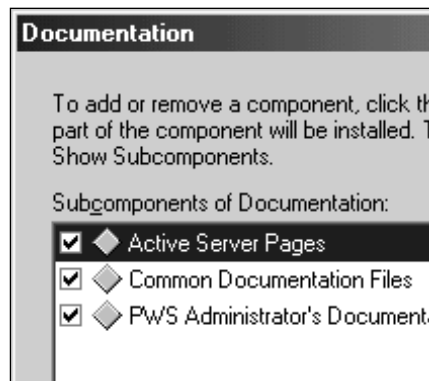 Documentation
To add or remove a component, click th
part of the component will be installed. T
Show Subcomponents.
Subcomponents of Documentation:
Active Server Pages
Common Documentation Files
PWS Administrator's Documenta